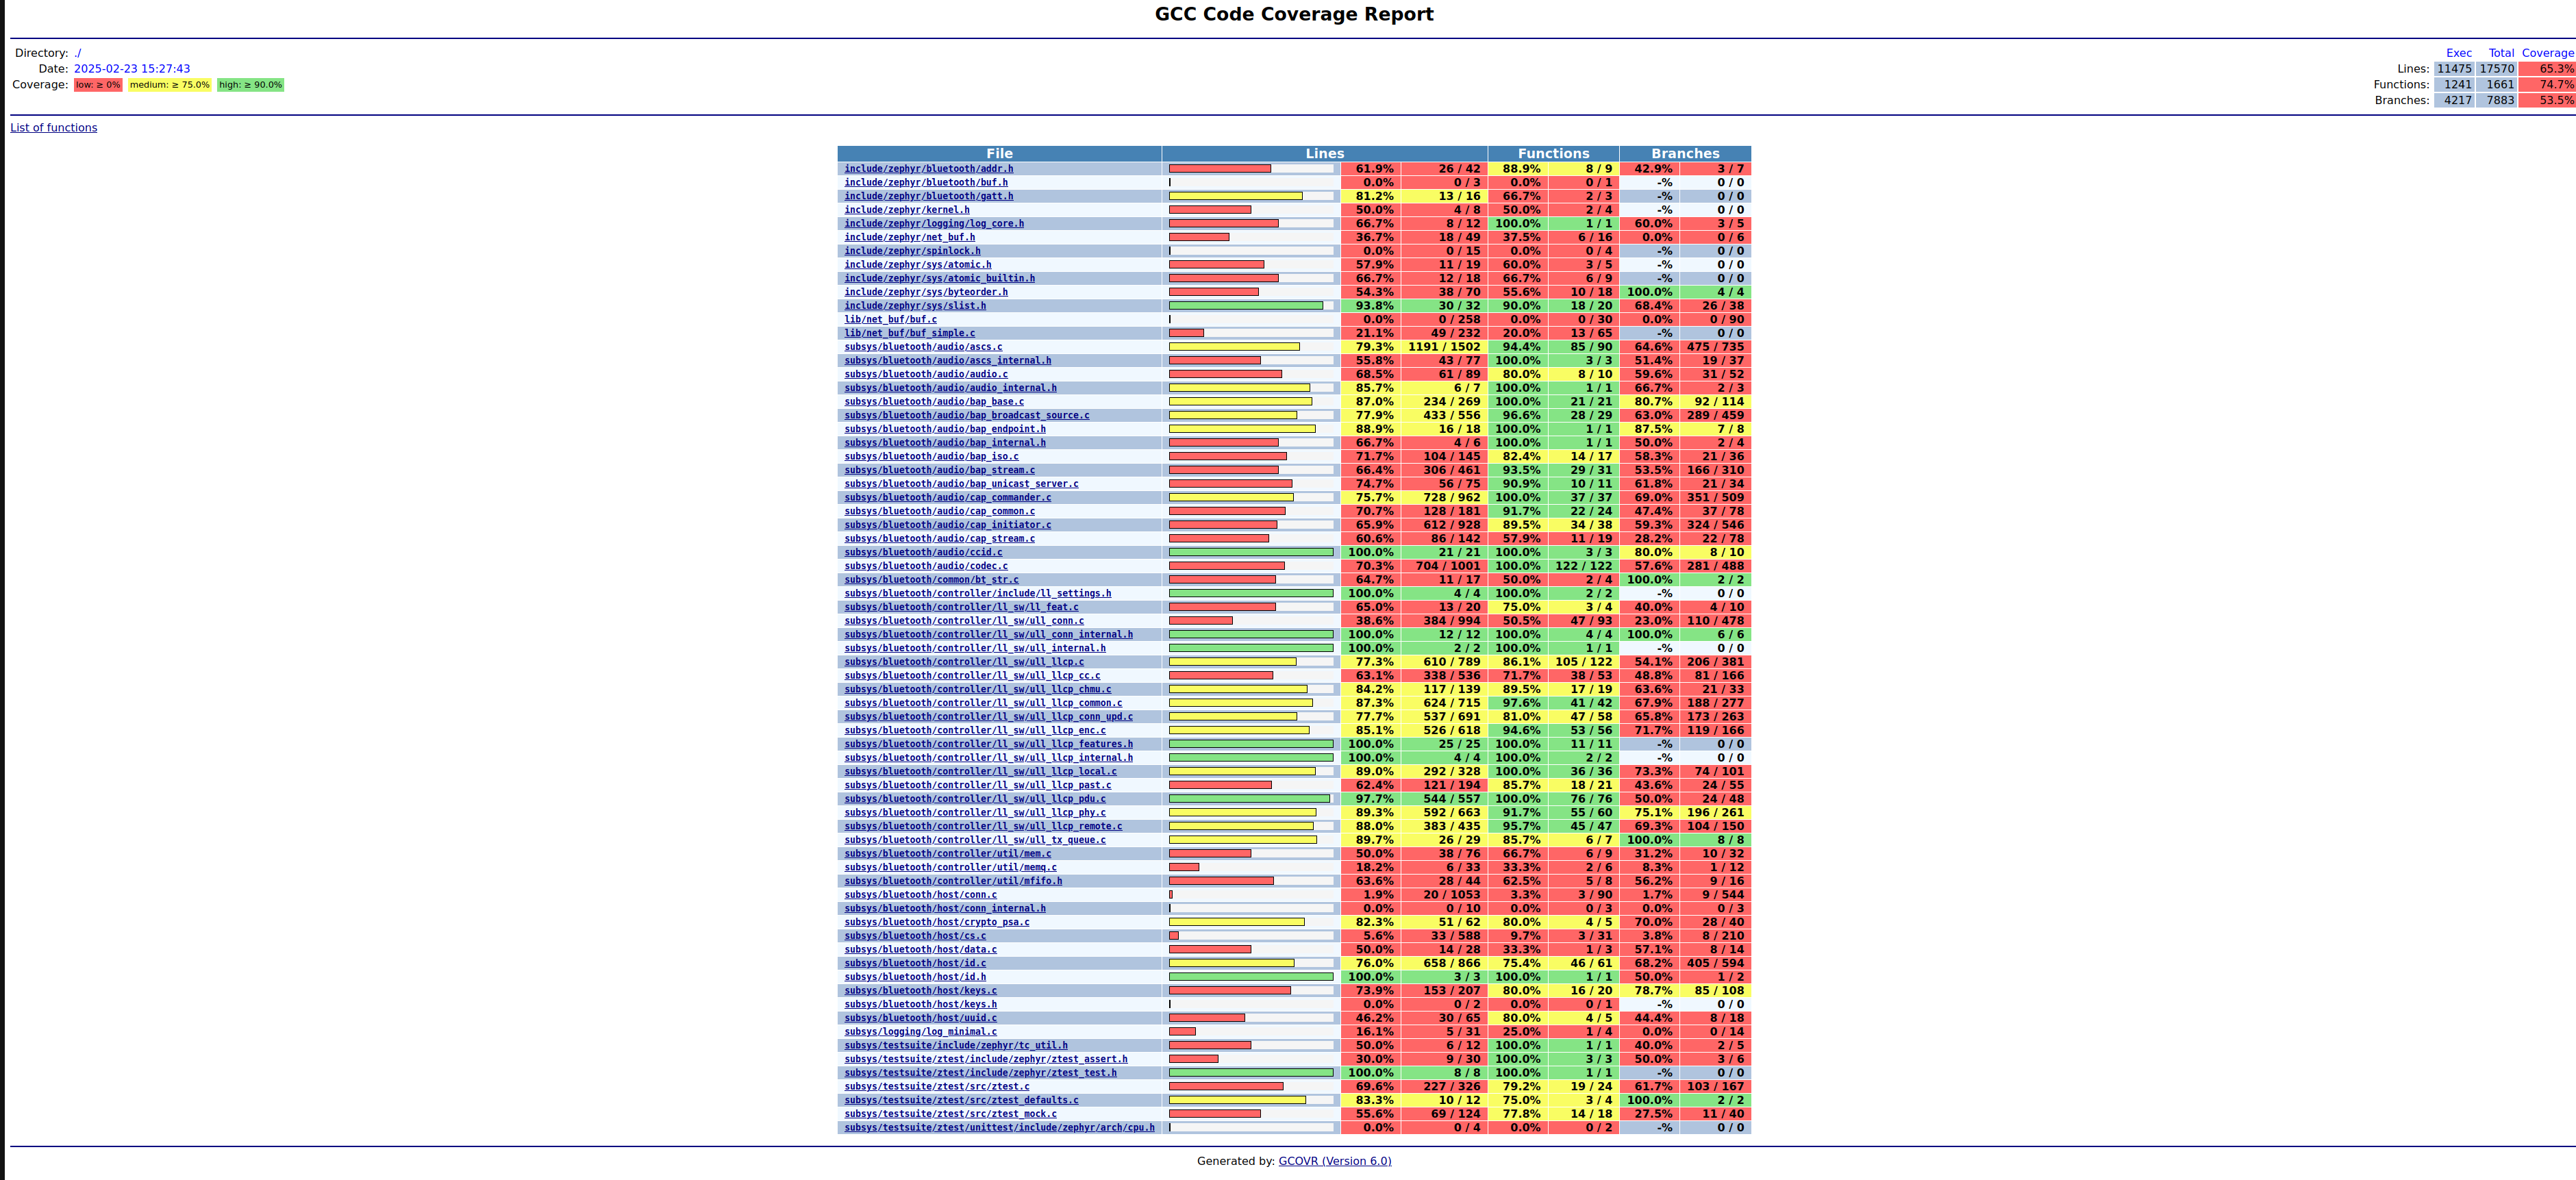 GCC Code Coverage Report
Directory: ./
Date: 2025-02-23 15:27:43
Coverage: low: ≥ 0% medium: ≥ 75.0% high: ≥ 90.0%
Exec Total Coverage
Lines: 11475 17570 65.3%
Functions: 1241 1661 74.7%
Branches: 4217 7883 53.5%
List of functions
File Lines Functions Branches
include/zephyr/bluetooth/addr.h 61.9% 26 / 42 88.9% 8 / 9 42.9% 3 / 7
include/zephyr/bluetooth/buf.h 0.0% 0 / 3 0.0% 0 / 1 -% 0 / 0
include/zephyr/bluetooth/gatt.h 81.2% 13 / 16 66.7% 2 / 3 -% 0 / 0
include/zephyr/kernel.h 50.0% 4 / 8 50.0% 2 / 4 -% 0 / 0
include/zephyr/logging/log_core.h 66.7% 8 / 12 100.0% 1 / 1 60.0% 3 / 5
include/zephyr/net_buf.h 36.7% 18 / 49 37.5% 6 / 16 0.0% 0 / 6
include/zephyr/spinlock.h 0.0% 0 / 15 0.0% 0 / 4 -% 0 / 0
include/zephyr/sys/atomic.h 57.9% 11 / 19 60.0% 3 / 5 -% 0 / 0
include/zephyr/sys/atomic_builtin.h 66.7% 12 / 18 66.7% 6 / 9 -% 0 / 0
include/zephyr/sys/byteorder.h 54.3% 38 / 70 55.6% 10 / 18 100.0% 4 / 4
include/zephyr/sys/slist.h 93.8% 30 / 32 90.0% 18 / 20 68.4% 26 / 38
lib/net_buf/buf.c 0.0% 0 / 258 0.0% 0 / 30 0.0% 0 / 90
lib/net_buf/buf_simple.c 21.1% 49 / 232 20.0% 13 / 65 -% 0 / 0
subsys/bluetooth/audio/ascs.c 79.3% 1191 / 1502 94.4% 85 / 90 64.6% 475 / 735
subsys/bluetooth/audio/ascs_internal.h 55.8% 43 / 77 100.0% 3 / 3 51.4% 19 / 37
subsys/bluetooth/audio/audio.c 68.5% 61 / 89 80.0% 8 / 10 59.6% 31 / 52
subsys/bluetooth/audio/audio_internal.h 85.7% 6 / 7 100.0% 1 / 1 66.7% 2 / 3
subsys/bluetooth/audio/bap_base.c 87.0% 234 / 269 100.0% 21 / 21 80.7% 92 / 114
subsys/bluetooth/audio/bap_broadcast_source.c 77.9% 433 / 556 96.6% 28 / 29 63.0% 289 / 459
subsys/bluetooth/audio/bap_endpoint.h 88.9% 16 / 18 100.0% 1 / 1 87.5% 7 / 8
subsys/bluetooth/audio/bap_internal.h 66.7% 4 / 6 100.0% 1 / 1 50.0% 2 / 4
subsys/bluetooth/audio/bap_iso.c 71.7% 104 / 145 82.4% 14 / 17 58.3% 21 / 36
subsys/bluetooth/audio/bap_stream.c 66.4% 306 / 461 93.5% 29 / 31 53.5% 166 / 310
subsys/bluetooth/audio/bap_unicast_server.c 74.7% 56 / 75 90.9% 10 / 11 61.8% 21 / 34
subsys/bluetooth/audio/cap_commander.c 75.7% 728 / 962 100.0% 37 / 37 69.0% 351 / 509
subsys/bluetooth/audio/cap_common.c 70.7% 128 / 181 91.7% 22 / 24 47.4% 37 / 78
subsys/bluetooth/audio/cap_initiator.c 65.9% 612 / 928 89.5% 34 / 38 59.3% 324 / 546
subsys/bluetooth/audio/cap_stream.c 60.6% 86 / 142 57.9% 11 / 19 28.2% 22 / 78
subsys/bluetooth/audio/ccid.c 100.0% 21 / 21 100.0% 3 / 3 80.0% 8 / 10
subsys/bluetooth/audio/codec.c 70.3% 704 / 1001 100.0% 122 / 122 57.6% 281 / 488
subsys/bluetooth/common/bt_str.c 64.7% 11 / 17 50.0% 2 / 4 100.0% 2 / 2
subsys/bluetooth/controller/include/ll_settings.h 100.0% 4 / 4 100.0% 2 / 2 -% 0 / 0
subsys/bluetooth/controller/ll_sw/ll_feat.c 65.0% 13 / 20 75.0% 3 / 4 40.0% 4 / 10
subsys/bluetooth/controller/ll_sw/ull_conn.c 38.6% 384 / 994 50.5% 47 / 93 23.0% 110 / 478
subsys/bluetooth/controller/ll_sw/ull_conn_internal.h 100.0% 12 / 12 100.0% 4 / 4 100.0% 6 / 6
subsys/bluetooth/controller/ll_sw/ull_internal.h 100.0% 2 / 2 100.0% 1 / 1 -% 0 / 0
subsys/bluetooth/controller/ll_sw/ull_llcp.c 77.3% 610 / 789 86.1% 105 / 122 54.1% 206 / 381
subsys/bluetooth/controller/ll_sw/ull_llcp_cc.c 63.1% 338 / 536 71.7% 38 / 53 48.8% 81 / 166
subsys/bluetooth/controller/ll_sw/ull_llcp_chmu.c 84.2% 117 / 139 89.5% 17 / 19 63.6% 21 / 33
subsys/bluetooth/controller/ll_sw/ull_llcp_common.c 87.3% 624 / 715 97.6% 41 / 42 67.9% 188 / 277
subsys/bluetooth/controller/ll_sw/ull_llcp_conn_upd.c 77.7% 537 / 691 81.0% 47 / 58 65.8% 173 / 263
subsys/bluetooth/controller/ll_sw/ull_llcp_enc.c 85.1% 526 / 618 94.6% 53 / 56 71.7% 119 / 166
subsys/bluetooth/controller/ll_sw/ull_llcp_features.h 100.0% 25 / 25 100.0% 11 / 11 -% 0 / 0
subsys/bluetooth/controller/ll_sw/ull_llcp_internal.h 100.0% 4 / 4 100.0% 2 / 2 -% 0 / 0
subsys/bluetooth/controller/ll_sw/ull_llcp_local.c 89.0% 292 / 328 100.0% 36 / 36 73.3% 74 / 101
subsys/bluetooth/controller/ll_sw/ull_llcp_past.c 62.4% 121 / 194 85.7% 18 / 21 43.6% 24 / 55
subsys/bluetooth/controller/ll_sw/ull_llcp_pdu.c 97.7% 544 / 557 100.0% 76 / 76 50.0% 24 / 48
subsys/bluetooth/controller/ll_sw/ull_llcp_phy.c 89.3% 592 / 663 91.7% 55 / 60 75.1% 196 / 261
subsys/bluetooth/controller/ll_sw/ull_llcp_remote.c 88.0% 383 / 435 95.7% 45 / 47 69.3% 104 / 150
subsys/bluetooth/controller/ll_sw/ull_tx_queue.c 89.7% 26 / 29 85.7% 6 / 7 100.0% 8 / 8
subsys/bluetooth/controller/util/mem.c 50.0% 38 / 76 66.7% 6 / 9 31.2% 10 / 32
subsys/bluetooth/controller/util/memq.c 18.2% 6 / 33 33.3% 2 / 6 8.3% 1 / 12
subsys/bluetooth/controller/util/mfifo.h 63.6% 28 / 44 62.5% 5 / 8 56.2% 9 / 16
subsys/bluetooth/host/conn.c 1.9% 20 / 1053 3.3% 3 / 90 1.7% 9 / 544
subsys/bluetooth/host/conn_internal.h 0.0% 0 / 10 0.0% 0 / 3 0.0% 0 / 3
subsys/bluetooth/host/crypto_psa.c 82.3% 51 / 62 80.0% 4 / 5 70.0% 28 / 40
subsys/bluetooth/host/cs.c 5.6% 33 / 588 9.7% 3 / 31 3.8% 8 / 210
subsys/bluetooth/host/data.c 50.0% 14 / 28 33.3% 1 / 3 57.1% 8 / 14
subsys/bluetooth/host/id.c 76.0% 658 / 866 75.4% 46 / 61 68.2% 405 / 594
subsys/bluetooth/host/id.h 100.0% 3 / 3 100.0% 1 / 1 50.0% 1 / 2
subsys/bluetooth/host/keys.c 73.9% 153 / 207 80.0% 16 / 20 78.7% 85 / 108
subsys/bluetooth/host/keys.h 0.0% 0 / 2 0.0% 0 / 1 -% 0 / 0
subsys/bluetooth/host/uuid.c 46.2% 30 / 65 80.0% 4 / 5 44.4% 8 / 18
subsys/logging/log_minimal.c 16.1% 5 / 31 25.0% 1 / 4 0.0% 0 / 14
subsys/testsuite/include/zephyr/tc_util.h 50.0% 6 / 12 100.0% 1 / 1 40.0% 2 / 5
subsys/testsuite/ztest/include/zephyr/ztest_assert.h 30.0% 9 / 30 100.0% 3 / 3 50.0% 3 / 6
subsys/testsuite/ztest/include/zephyr/ztest_test.h 100.0% 8 / 8 100.0% 1 / 1 -% 0 / 0
subsys/testsuite/ztest/src/ztest.c 69.6% 227 / 326 79.2% 19 / 24 61.7% 103 / 167
subsys/testsuite/ztest/src/ztest_defaults.c 83.3% 10 / 12 75.0% 3 / 4 100.0% 2 / 2
subsys/testsuite/ztest/src/ztest_mock.c 55.6% 69 / 124 77.8% 14 / 18 27.5% 11 / 40
subsys/testsuite/ztest/unittest/include/zephyr/arch/cpu.h 0.0% 0 / 4 0.0% 0 / 2 -% 0 / 0
Generated by: GCOVR (Version 6.0)